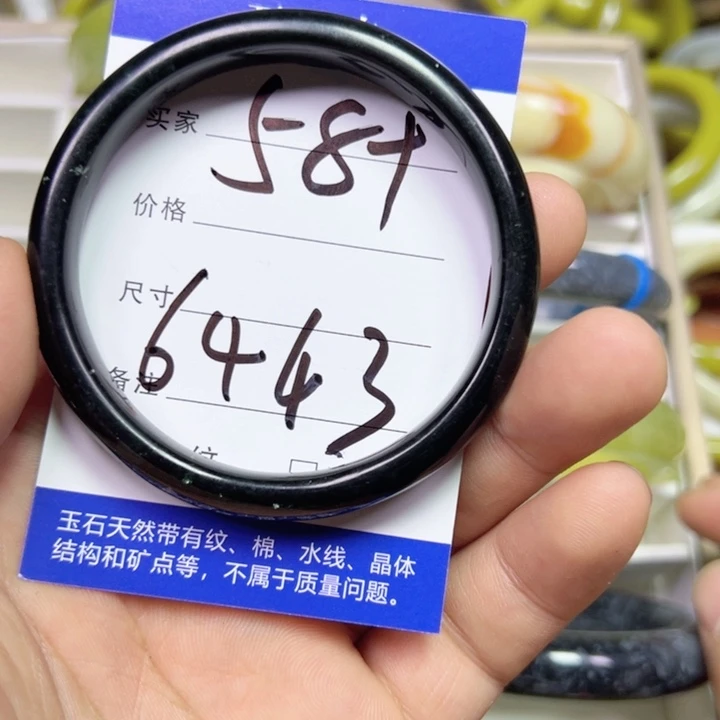 买家 58+
价格
尺寸
备注 6443
玉石天然带有纹、棉、水线、晶体
结构和矿点等，不属于质量问题。